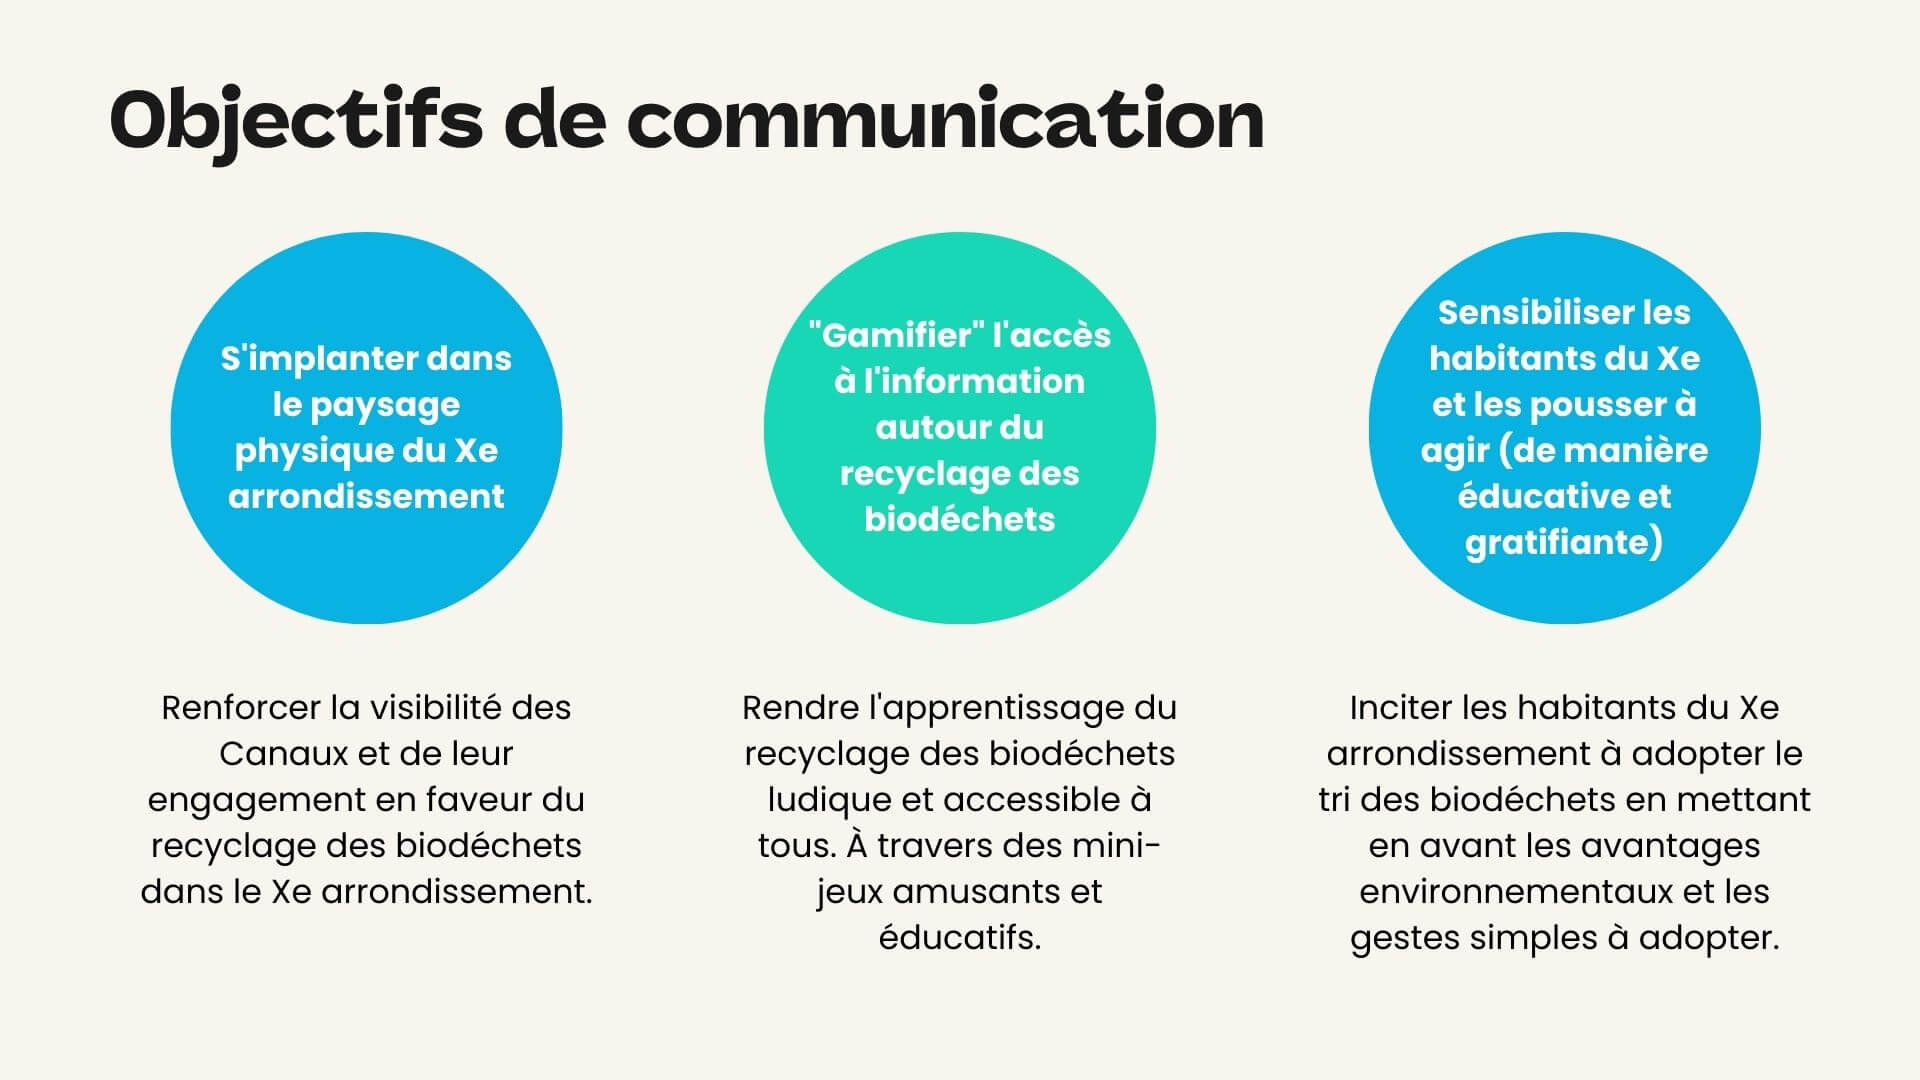 Objectifs de communication
S'implanter dans
le paysage
physique du Xe
arrondissement
Renforcer la visibilité des
Canaux et de leur
engagement en faveur du
recyclage des biodéchets
dans le Xe arrondissement.
"Gamifier" l'accès
à l'information
autour du
recyclage des
biodéchets
Rendre l'apprentissage du
recyclage des biodéchets
ludique et accessible à
tous. À travers des mini-
jeux amusants et
éducatifs.
Sensibiliser les
habitants du Xe
et les pousser à
agir (de manière
éducative et
gratifiante)
Inciter les habitants du Xe
arrondissement à adopter le
tri des biodéchets en mettant
en avant les avantages
environnementaux et les
gestes simples à adopter.